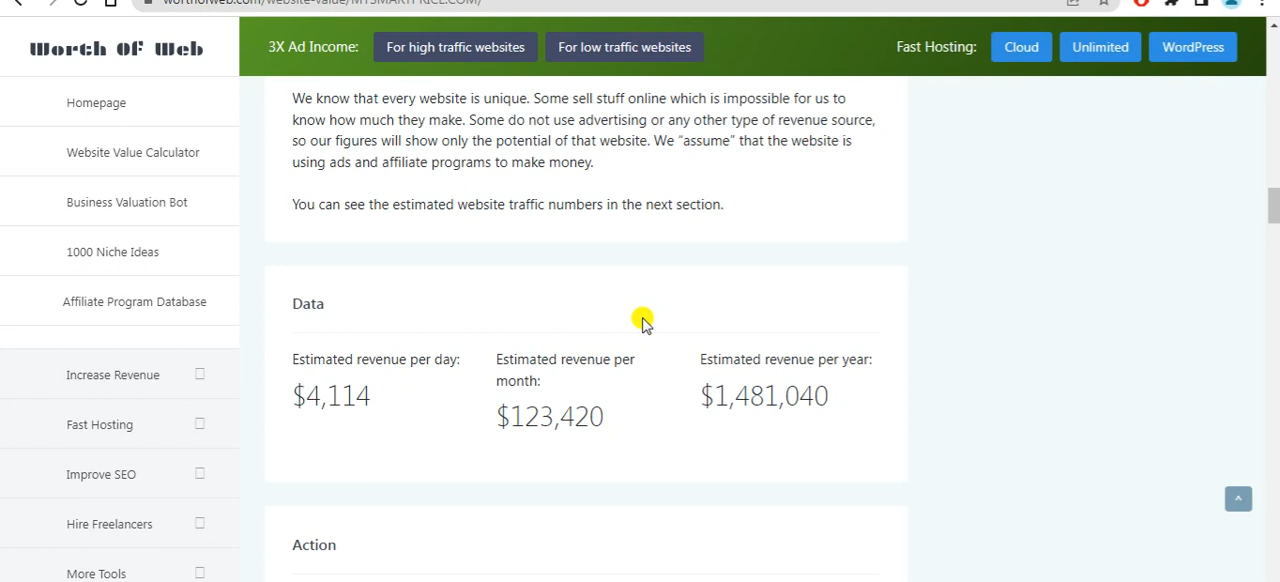 worthofweb.com/website-value/MYSMARTPRICE.COM/
Worth Of Web
3X Ad Income:
For high traffic websites
For low traffic websites
Fast Hosting:
Cloud
Unlimited
WordPress
Homepage
Website Value Calculator
Business Valuation Bot
1000 Niche Ideas
Affiliate Program Database
Increase Revenue
Fast Hosting
Improve SEO
Hire Freelancers
More Tools
We know that every website is unique. Some sell stuff online which is impossible for us to
know how much they make. Some do not use advertising or any other type of revenue source,
so our figures will show only the potential of that website. We “assume” that the website is
using ads and affiliate programs to make money.
You can see the estimated website traffic numbers in the next section.
Data
Estimated revenue per day:
$4,114
Estimated revenue per
month:
$123,420
Estimated revenue per year:
$1,481,040
Action